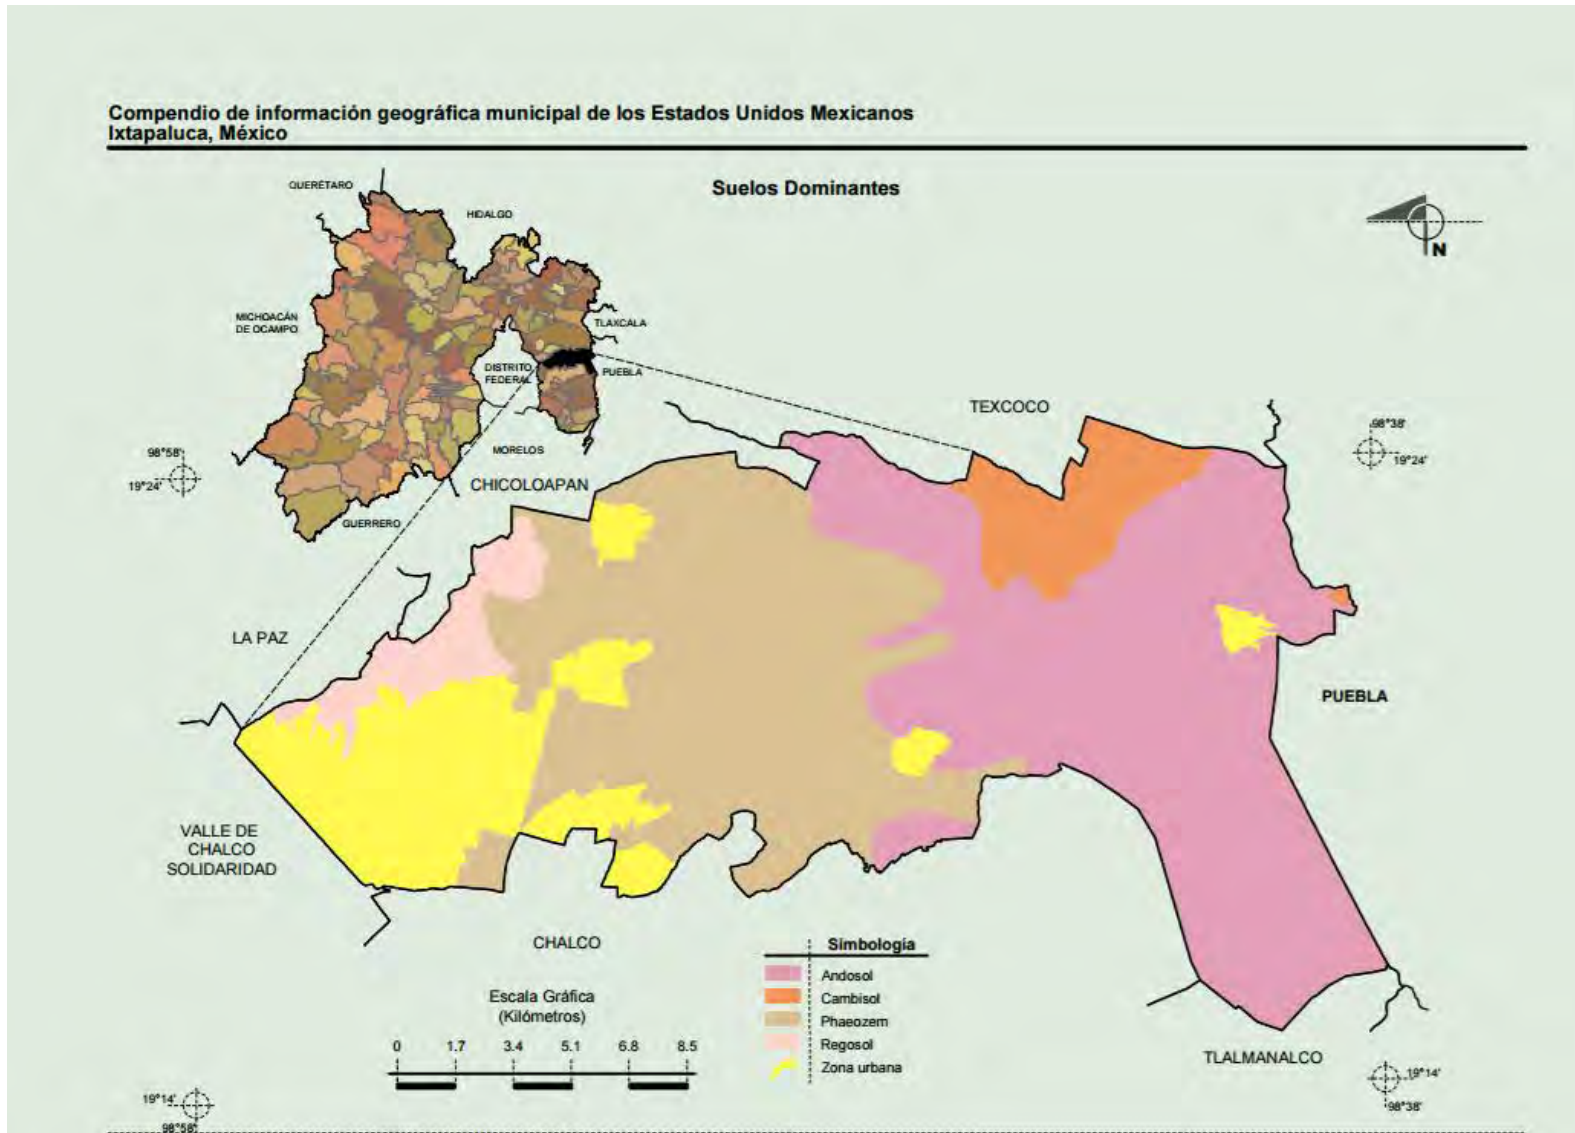 Compendio de información geográfica municipal de los Estados Unidos Mexicanos
Ixtapaluca, México
Suelos Dominantes
QUERÉTARO
HIDALGO
N
MICHOACÁN
DE OCAMPO
TLAXCALA
DISTRITO
FEDERAL
PUEBLA
MORELOS
GUERRERO
98°58'
19°24'
98°38'
19°24'
TEXCOCO
CHICOLOAPAN
LA PAZ
PUEBLA
VALLE DE
CHALCO
SOLIDARIDAD
CHALCO
TLALMANALCO
Escala Gráfica
(Kilómetros)
0 1.7 3.4 5.1 6.8 8.5
Simbología
Andosol
Cambisol
Phaeozem
Regosol
Zona urbana
19°14'
98°58'
19°14'
98°38'